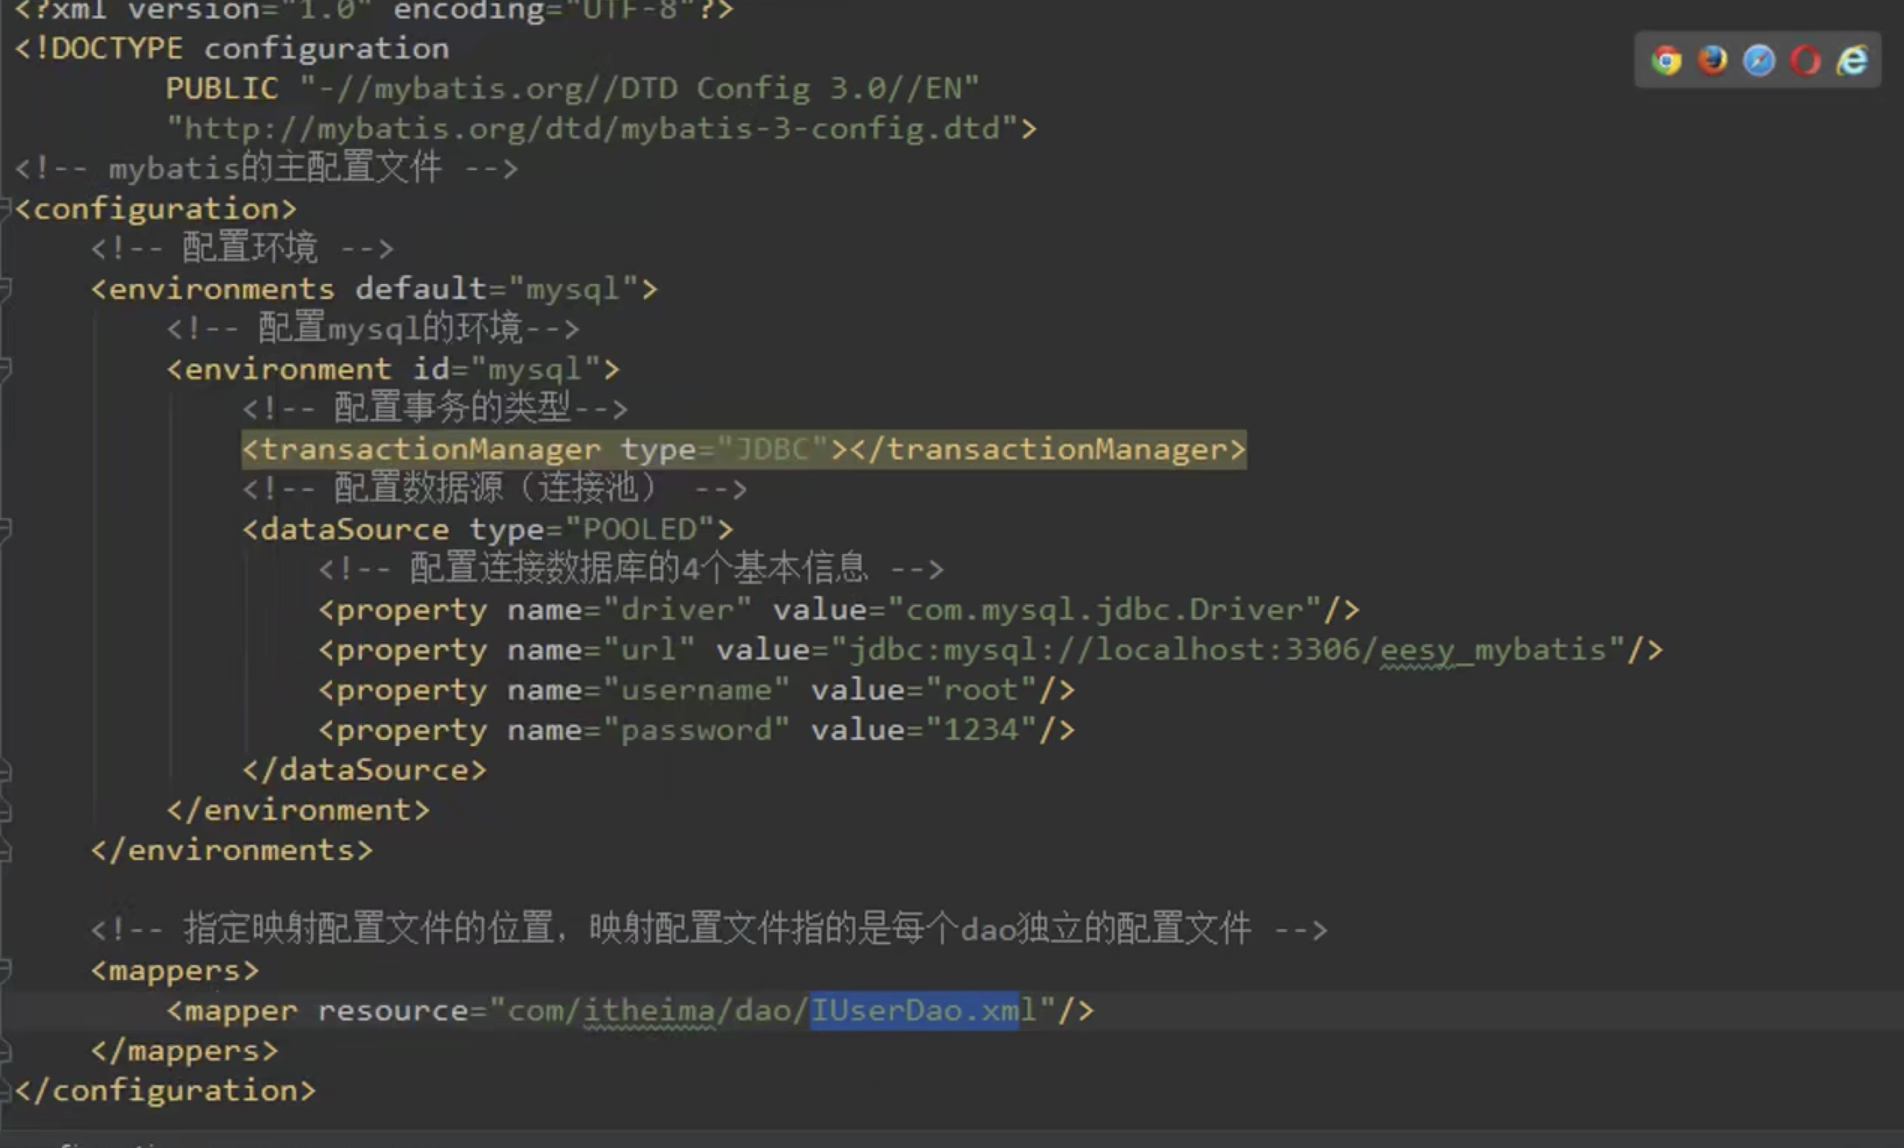 <?xml version="1.0" encoding="UTF-8"?>
<!DOCTYPE configuration
        PUBLIC "-//mybatis.org//DTD Config 3.0//EN"
        "http://mybatis.org/dtd/mybatis-3-config.dtd">
<!-- mybatis的主配置文件 -->
<configuration>
    <!-- 配置环境 -->
    <environments default="mysql">
        <!-- 配置mysql的环境-->
        <environment id="mysql">
            <!-- 配置事务的类型-->
            <transactionManager type="JDBC"></transactionManager>
            <!-- 配置数据源（连接池） -->
            <dataSource type="POOLED">
                <!-- 配置连接数据库的4个基本信息 -->
                <property name="driver" value="com.mysql.jdbc.Driver"/>
                <property name="url" value="jdbc:mysql://localhost:3306/eesy_mybatis"/>
                <property name="username" value="root"/>
                <property name="password" value="1234"/>
            </dataSource>
        </environment>
    </environments>

    <!-- 指定映射配置文件的位置，映射配置文件指的是每个dao独立的配置文件 -->
    <mappers>
        <mapper resource="com/itheima/dao/IUserDao.xml"/>
    </mappers>
</configuration>